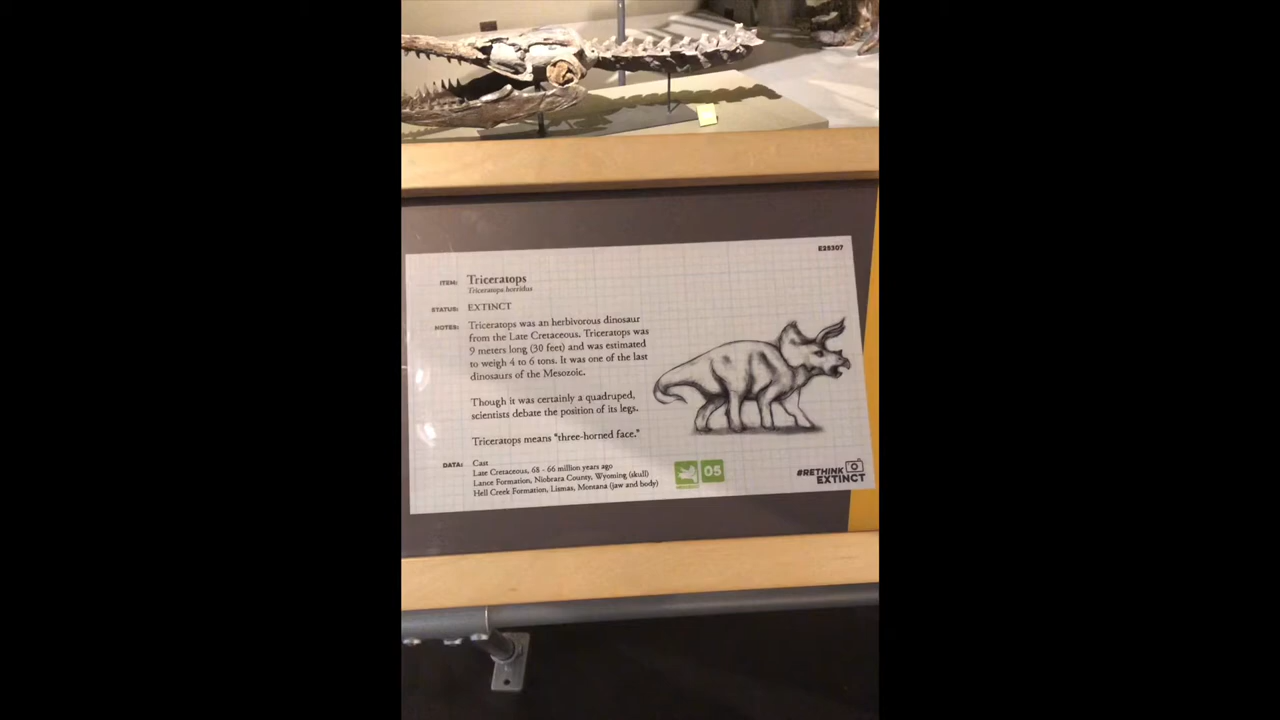 E25307
ITEM: Triceratops
Triceratops horridus
STATUS: EXTINCT
NOTES: Triceratops was an herbivorous dinosaur
from the Late Cretaceous. Triceratops was
9 meters long (30 feet) and was estimated
to weigh 4 to 6 tons. It was one of the last
dinosaurs of the Mesozoic.
Though it was certainly a quadruped,
scientists debate the position of its legs.
Triceratops means "three-horned face."
DATA: Cast
Late Cretaceous, 68 - 66 million years ago
Lance Formation, Niobrara County, Wyoming (skull)
Hell Creek Formation, Lismas, Montana (jaw and body)
05
#RETHINK
EXTINCT